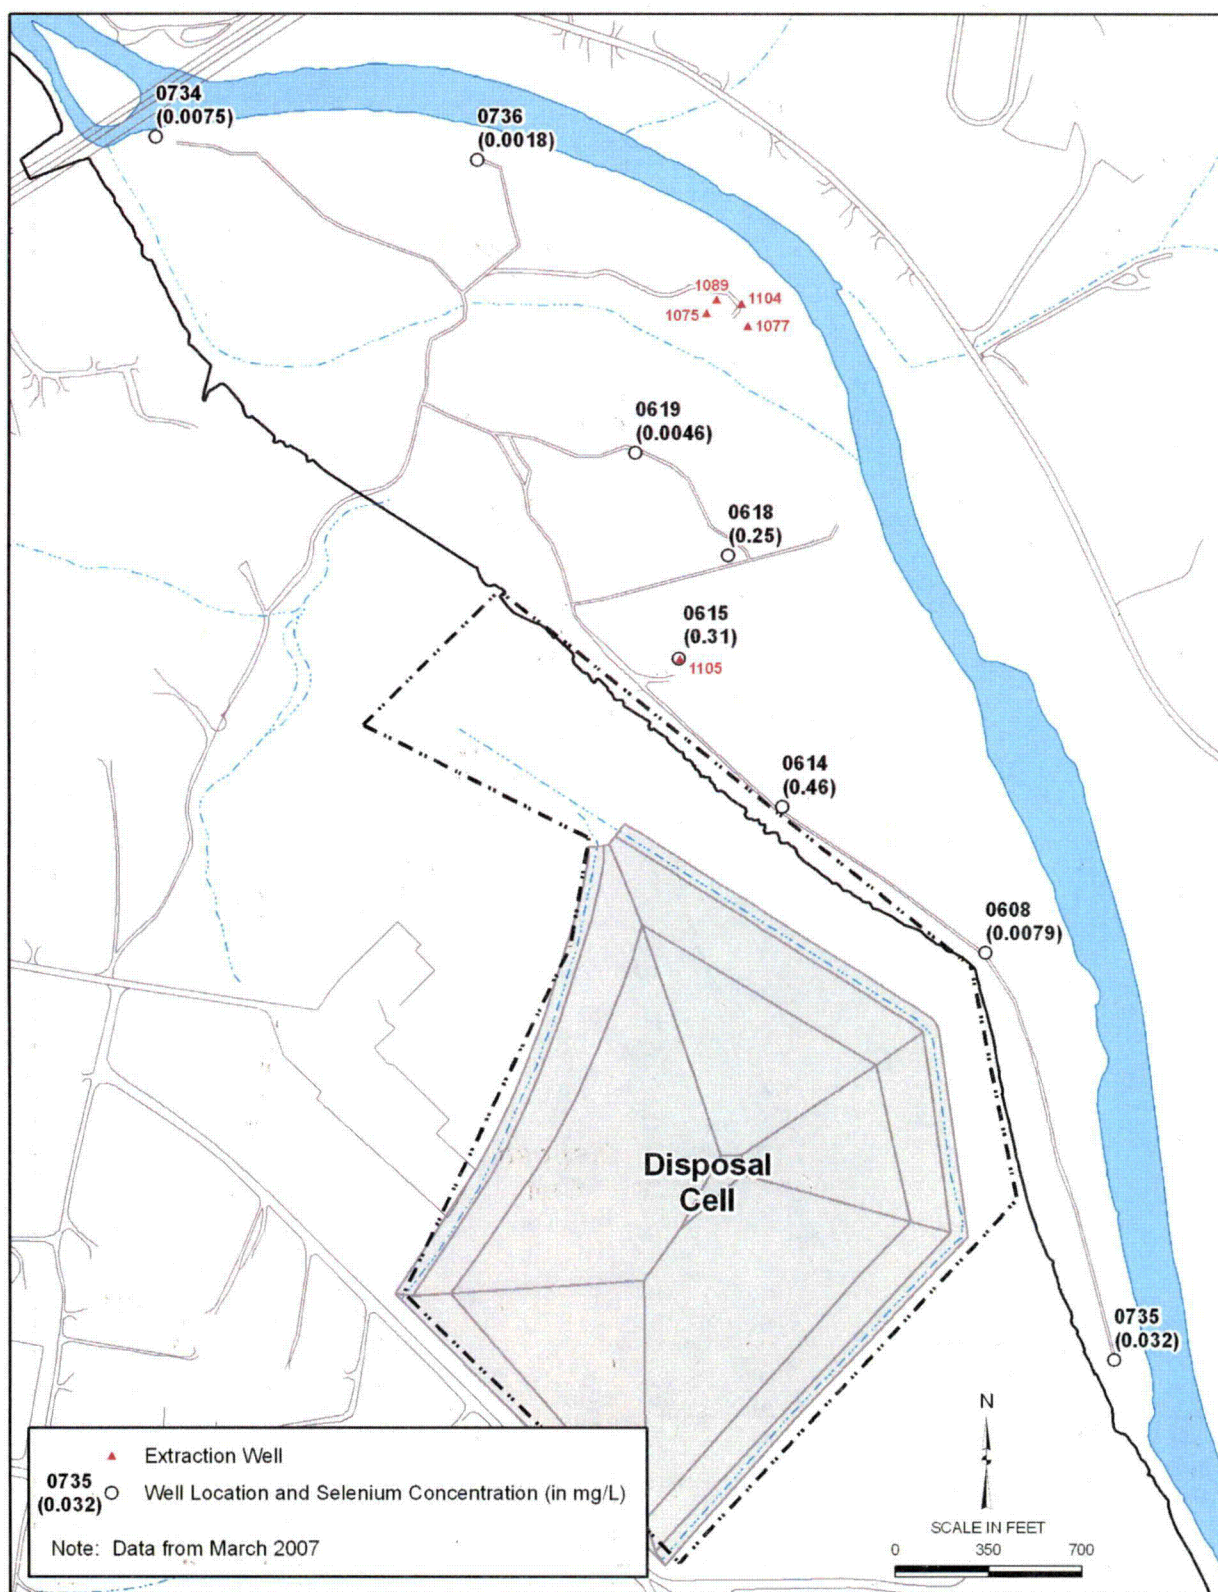 0734
(0.0075)
0736
(0.0018)
1089
1104
1075
1077
0619
(0.0046)
0618
(0.25)
0615
(0.31)
1105
0614
(0.46)
0608
(0.0079)
Disposal
Cell
0735
(0.032)
N
SCALE IN FEET
0 350 700
Extraction Well
0735
(0.032)
Well Location and Selenium Concentration (in mg/L)
Note: Data from March 2007